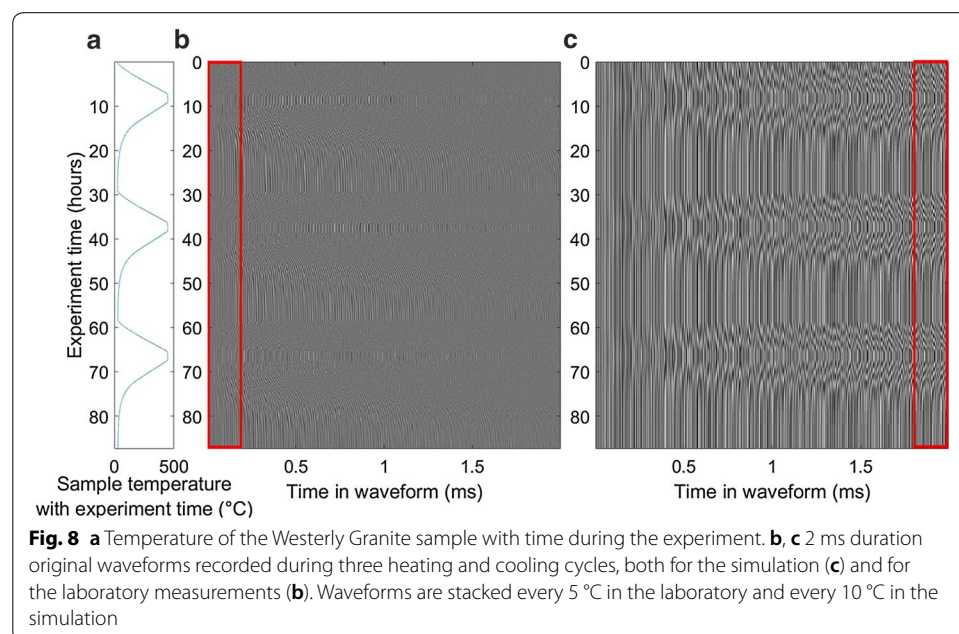 a b c
0 0
10 10 10
20 20 20
30 30 30
40 40 40
50 50 50
60 60 60
70 70 70
80 80 80
Experiment time (hours)
0 500 0.5 1 1.5 0.5 1 1.5
Sample temperature
with experiment time (°C)
Time in waveform (ms) Time in waveform (ms)
Fig. 8 a Temperature of the Westerly Granite sample with time during the experiment. b, c 2 ms duration
original waveforms recorded during three heating and cooling cycles, both for the simulation (c) and for
the laboratory measurements (b). Waveforms are stacked every 5 °C in the laboratory and every 10 °C in the
simulation